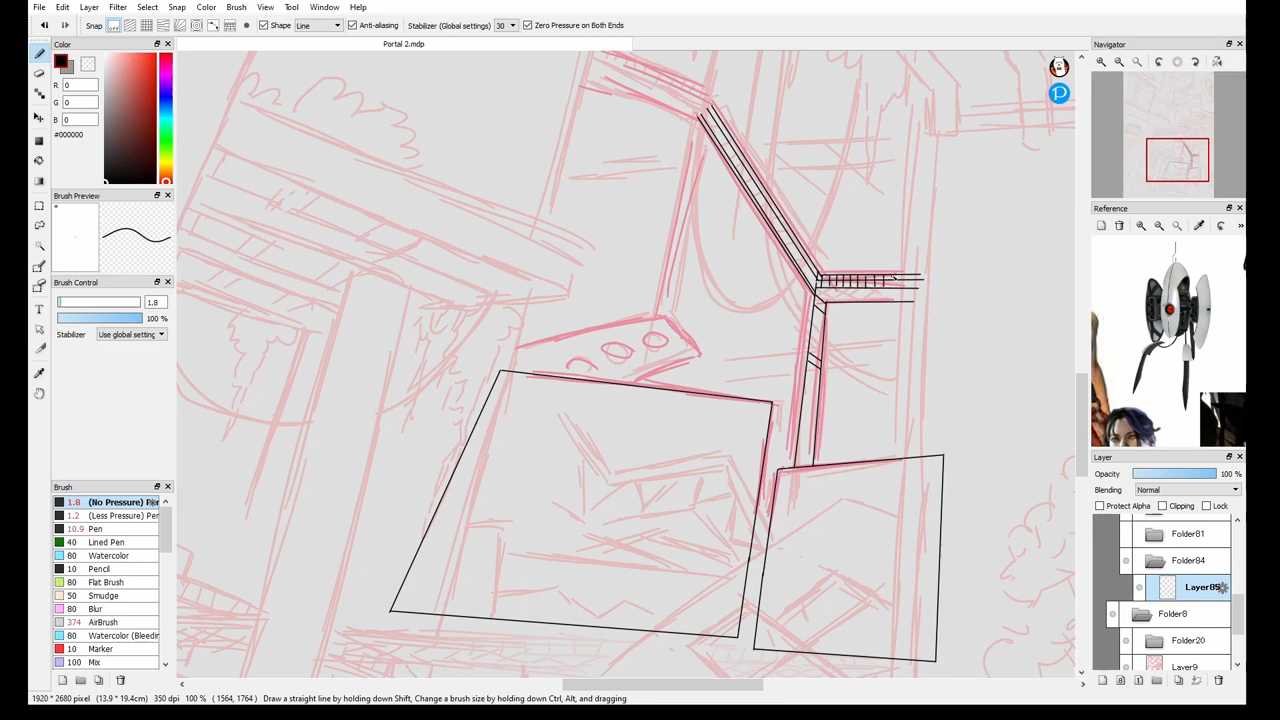 File Edit Layer Filter Select Snap Color Brush View Tool Window Help
Snap Shape Line Anti-aliasing Stabilizer (Global settings) 30 Zero Pressure on Both Ends
Portal 2.mdp
Color
R 0
G 0
B 0
#000000
Brush Preview
Brush Control
1.8
100 %
Stabilizer Use global setting
Brush
1.8 (No Pressure)
1.2 (Less Pressure) Pen
10.9 Pen
40 Lined Pen
80 Watercolor
10 Pencil
80 Flat Brush
50 Smudge
80 Blur
374 AirBrush
80 Watercolor (Bleeding
10 Marker
100 Mix
Navigator
Reference
Layer
Opacity 100 %
Blending Normal
Protect Alpha Clipping Lock
Folder81
Folder84
Layer85
Folder8
Folder20
Layer9
1920 * 2680 pixel (13.9 * 19.4cm) 350 dpi 100 % ( 1564, 1764 ) Draw a straight line by holding down Shift, Change a brush size by holding down Ctrl, Alt, and dragging